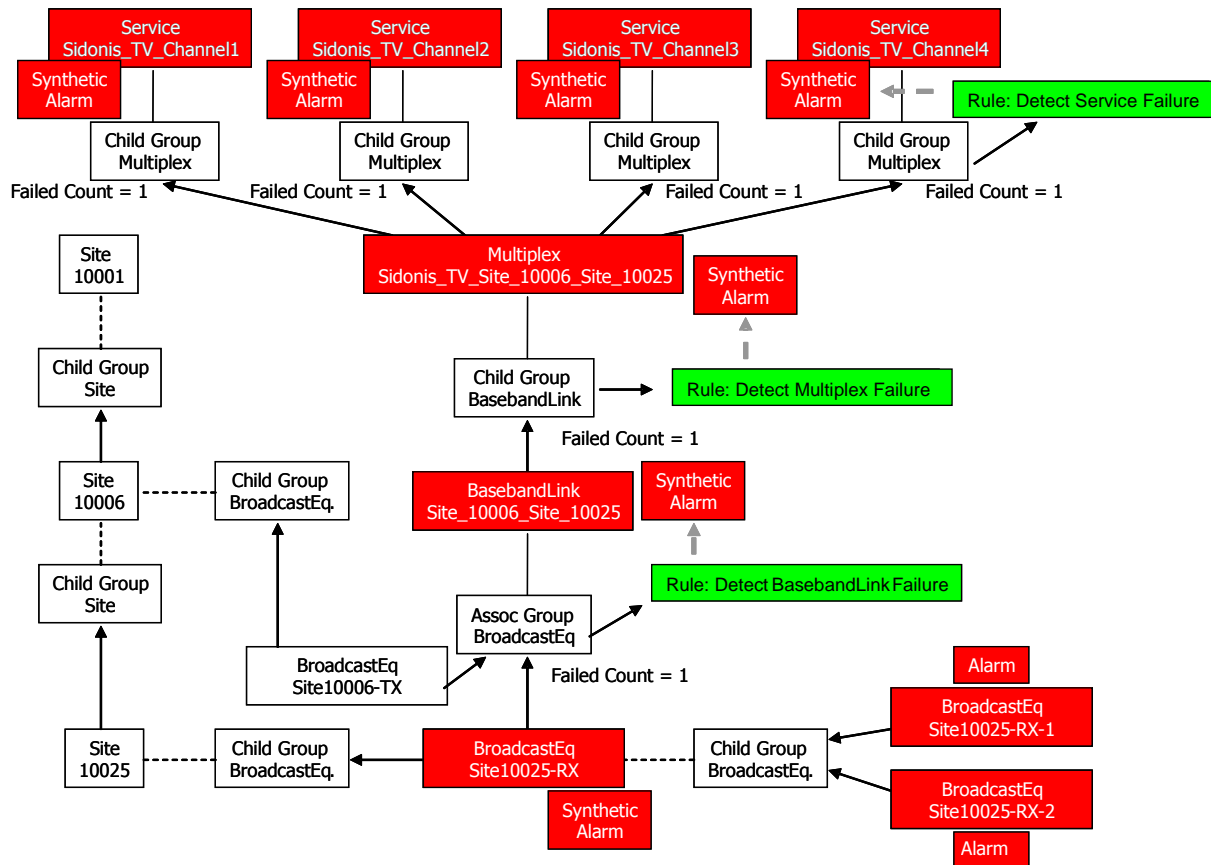 Service
Sidonis_TV_Channel1
Service
Sidonis_TV_Channel2
Service
Sidonis_TV_Channel3
Service
Sidonis_TV_Channel4
Synthetic
Alarm
Synthetic
Alarm
Synthetic
Alarm
Synthetic
Alarm
Rule: Detect Service Failure
Child Group
Multiplex
Child Group
Multiplex
Child Group
Multiplex
Child Group
Multiplex
Failed Count = 1
Failed Count = 1
Failed Count = 1
Failed Count = 1
Site
10001
Multiplex
Sidonis_TV_Site_10006_Site_10025
Synthetic
Alarm
Child Group
Site
Child Group
BasebandLink
Rule: Detect Multiplex Failure
Failed Count = 1
Site
10006
Child Group
BroadcastEq.
BasebandLink
Site_10006_Site_10025
Synthetic
Alarm
Child Group
Site
Rule: Detect BasebandLink Failure
Assoc Group
BroadcastEq
BroadcastEq
Site10006-TX
Failed Count = 1
Alarm
BroadcastEq
Site10025-RX-1
Site
10025
Child Group
BroadcastEq.
BroadcastEq
Site10025-RX
Child Group
BroadcastEq.
BroadcastEq
Site10025-RX-2
Synthetic
Alarm
Alarm